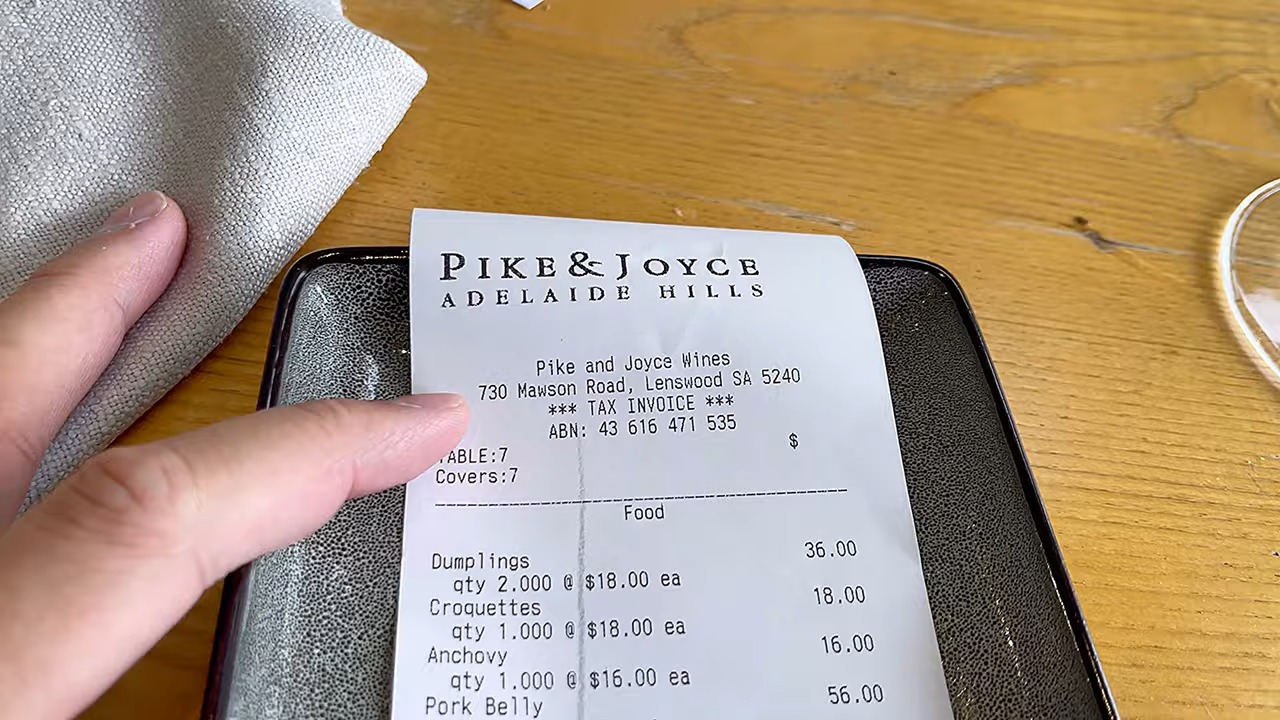 PIKE & JOYCE
ADELAIDE HILLS
Pike and Joyce Wines
730 Mawson Road, Lenswood SA 5240
*** TAX INVOICE ***
ABN: 43 616 471 535
$
TABLE:7
Covers:7
Food
Dumplings 36.00
qty 2.000 @ $18.00 ea
Croquettes 18.00
qty 1.000 @ $18.00 ea
Anchovy 16.00
qty 1.000 @ $16.00 ea
Pork Belly 56.00